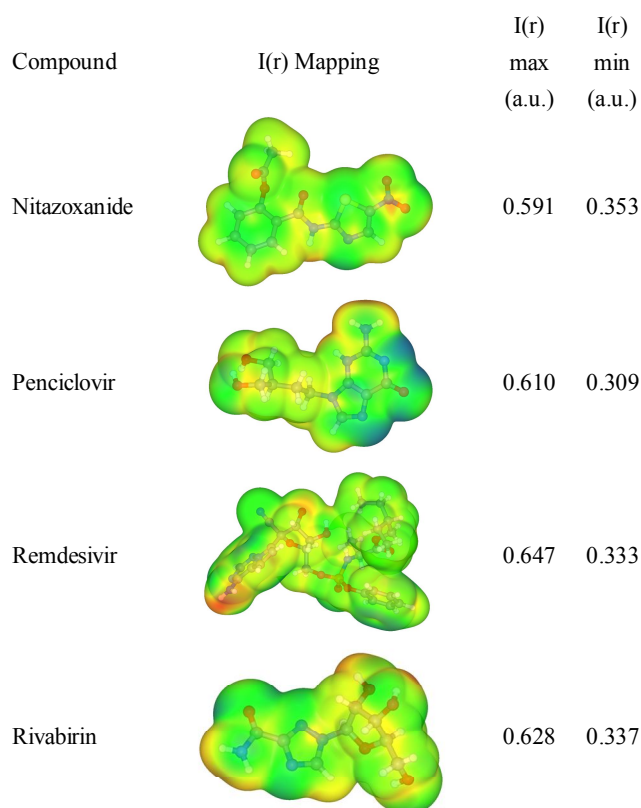 Compound I(r) Mapping I(r) max (a.u.) I(r) min (a.u.)
Nitazoxanide 0.591 0.353
Penciclovir 0.610 0.309
Remdesivir 0.647 0.333
Rivabirin 0.628 0.337